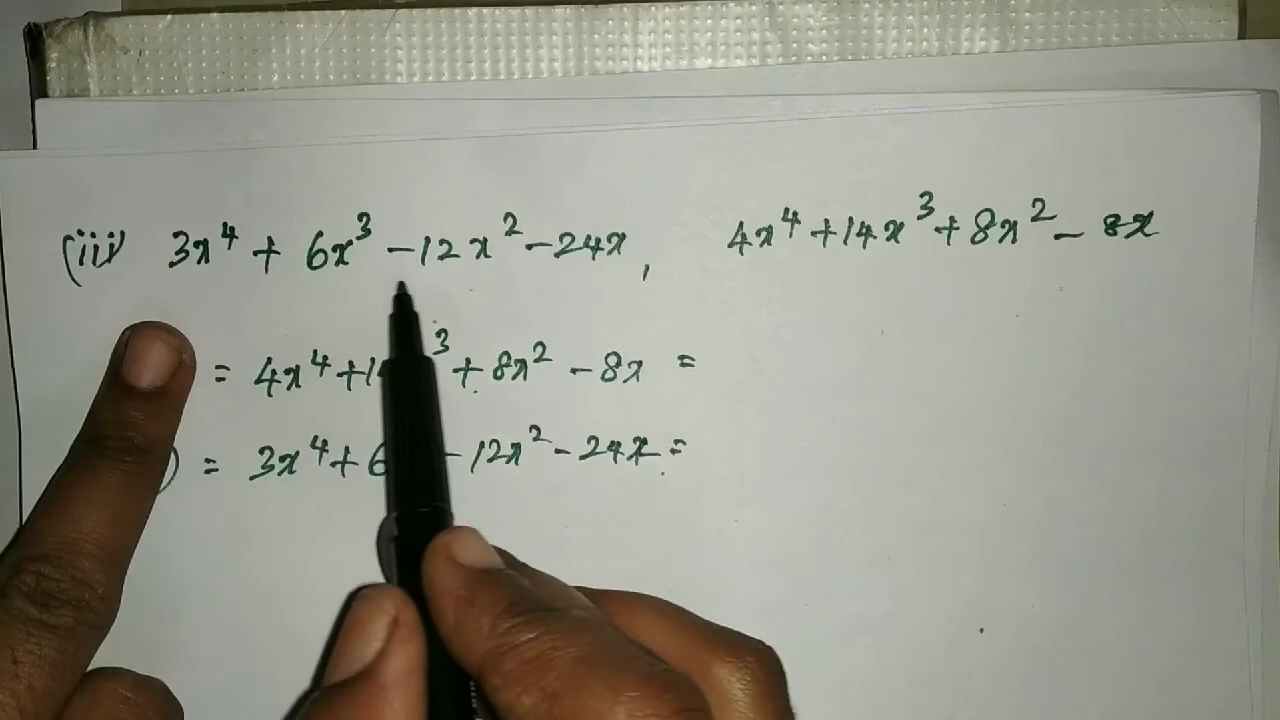 (iii) 3x⁴ + 6x³ - 12x² - 24x, 4x⁴ + 14x³ + 8x² - 8x
= 4x⁴ + 1 ³ + 8x² - 8x =
) = 3x⁴ + 6 - 12x² - 24x =